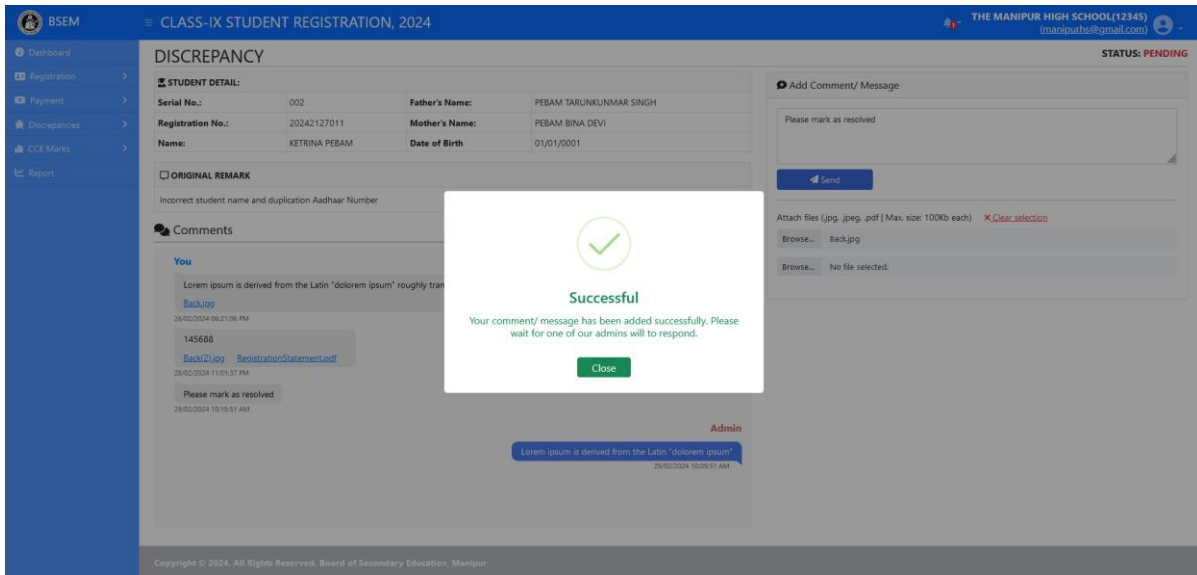 BSEM
≡ CLASS-IX STUDENT REGISTRATION, 2024
THE MANIPUR HIGH SCHOOL(12345)
(manipurhs@gmail.com)
Dashboard
Registration
Payment
Discrepancies
CCE Marks
Report
DISCREPANCY
STATUS: PENDING
STUDENT DETAIL:
Serial No.: 002 Father's Name: PEBAM TARUNKUNMAR SINGH
Registration No.: 20242127011 Mother's Name: PEBAM BINA DEVI
Name: KETRINA PEBAM Date of Birth 01/01/0001
ORIGINAL REMARK
Incorrect student name and duplication Aadhaar Number
Comments
You
Lorem ipsum is derived from the Latin "dolorem ipsum" roughly tran
Back.jpg
26/02/2024 06:21:06 PM
145688
Back(2).jpg RegistrationStatement.pdf
28/02/2024 11:01:37 PM
Please mark as resolved
29/02/2024 10:15:51 AM
Admin
Lorem ipsum is derived from the Latin "dolorem ipsum"
29/02/2024 10:09:51 AM
Add Comment/ Message
Please mark as resolved
Send
Attach files (.jpg, .jpeg, .pdf | Max. size: 100Kb each) Clear selection
Browse... Back.jpg
Browse... No file selected.
Successful
Your comment/ message has been added successfully. Please
wait for one of our admins will to respond.
Close
Copyright © 2024. All Rights Reserved. Board of Secondary Education, Manipur